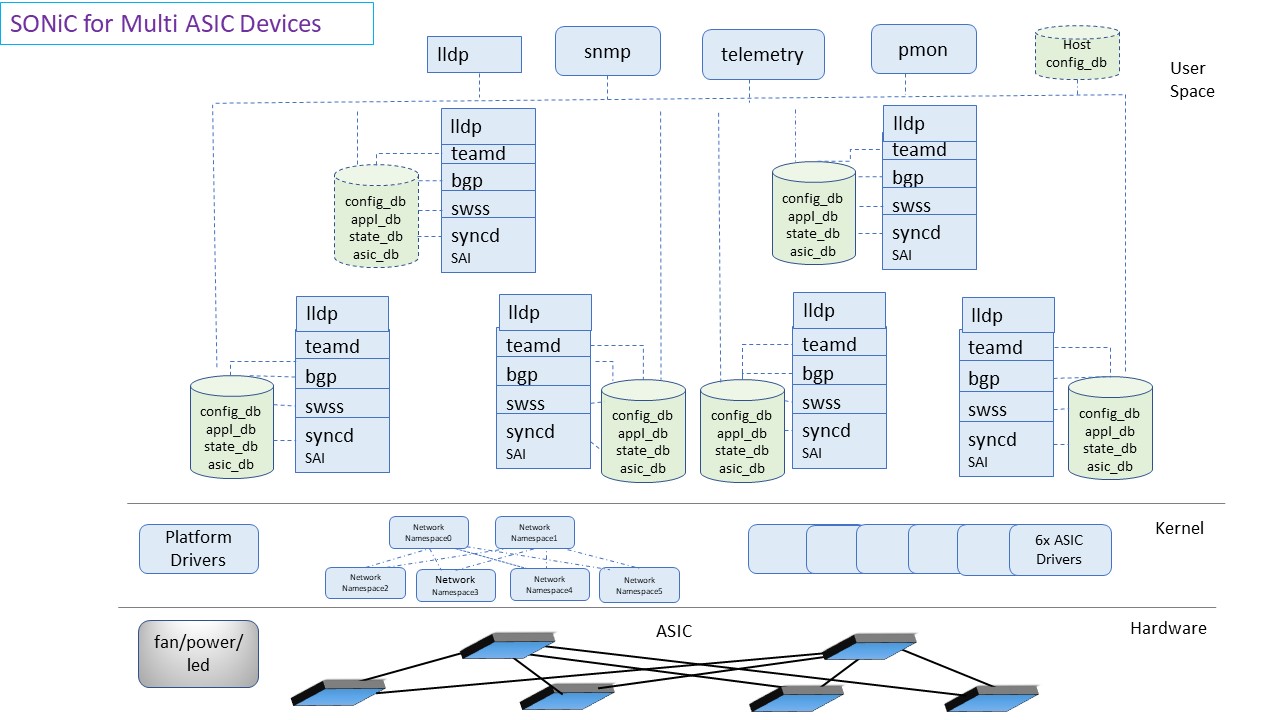 SONiC for Multi ASIC Devices
lldp
snmp
telemetry
pmon
Host
config_db
User
Space
lldp
teamd
bgp
swss
syncd
SAI
config_db
appl_db
state_db
asic_db
lldp
teamd
bgp
swss
syncd
SAI
config_db
appl_db
state_db
asic_db
lldp
teamd
bgp
swss
syncd
SAI
config_db
appl_db
state_db
asic_db
lldp
teamd
bgp
swss
syncd
SAI
config_db
appl_db
state_db
asic_db
lldp
teamd
bgp
swss
syncd
SAI
config_db
appl_db
state_db
asic_db
lldp
teamd
bgp
swss
syncd
SAI
config_db
appl_db
state_db
asic_db
Kernel
Platform
Drivers
Network
Namespace0
Network
Namespace1
Network
Namespace2
Network
Namespace3
Network
Namespace4
Network
Namespace5
6x ASIC
Drivers
Hardware
fan/power/
led
ASIC